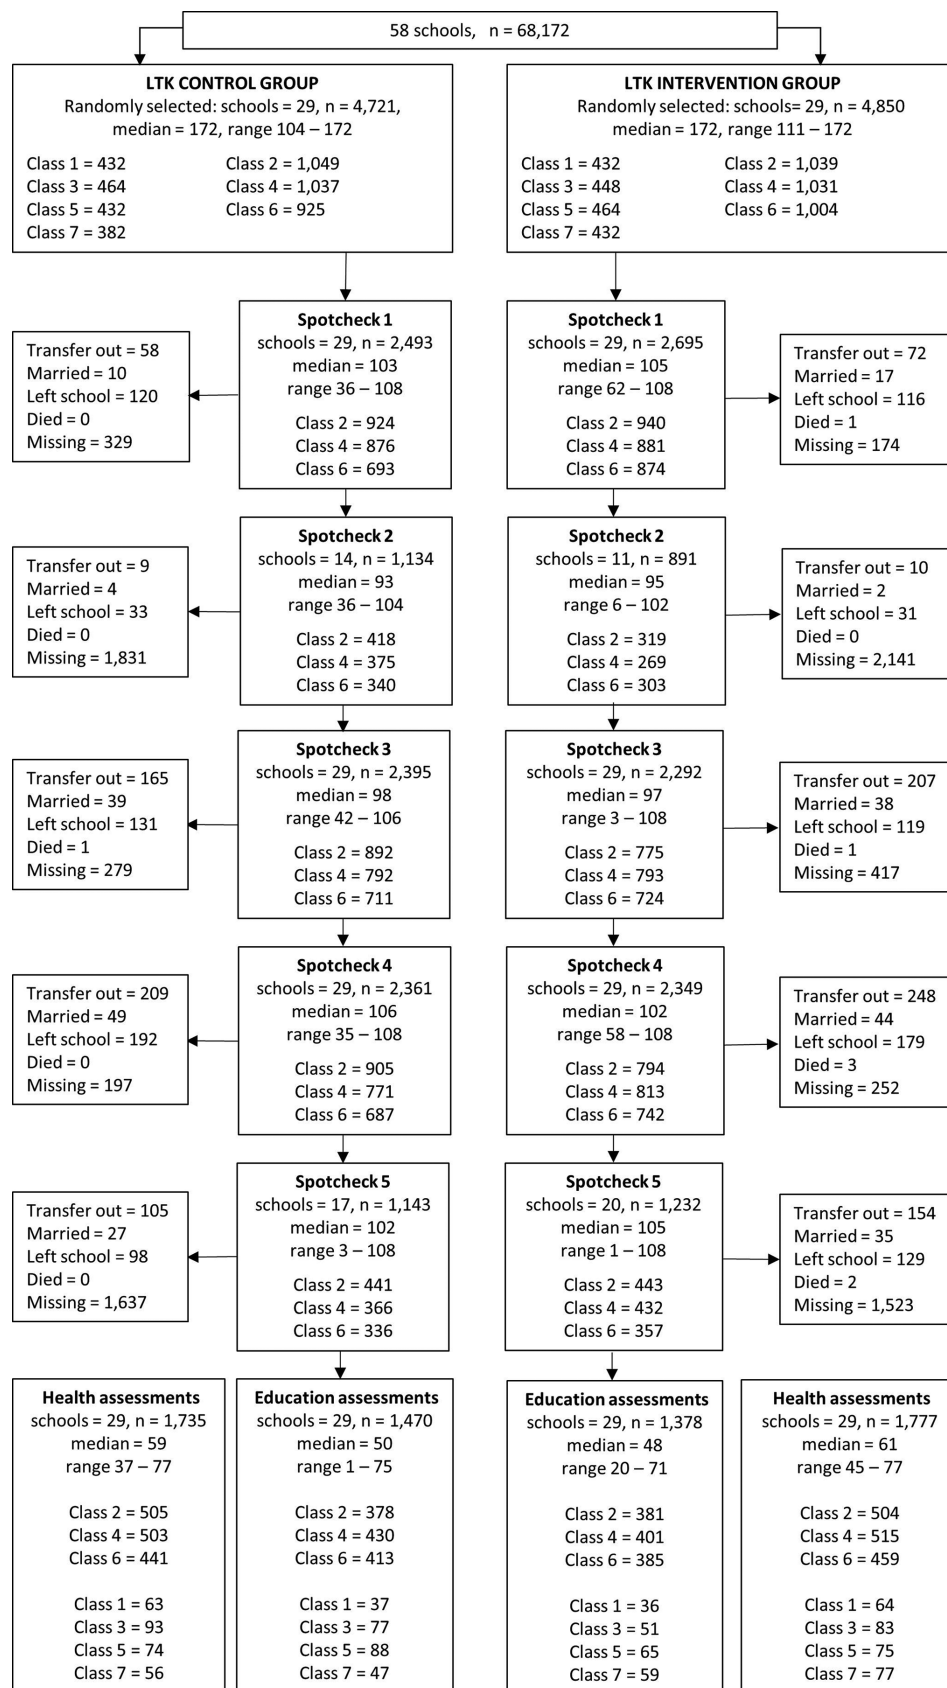 58 schools, n = 68,172
LTK CONTROL GROUP
Randomly selected: schools = 29, n = 4,721,
median = 172, range 104 – 172
Class 1 = 432 Class 2 = 1,049
Class 3 = 464 Class 4 = 1,037
Class 5 = 432 Class 6 = 925
Class 7 = 382
LTK INTERVENTION GROUP
Randomly selected: schools= 29, n = 4,850
median = 172, range 111 – 172
Class 1 = 432 Class 2 = 1,039
Class 3 = 448 Class 4 = 1,031
Class 5 = 464 Class 6 = 1,004
Class 7 = 432
Transfer out = 58
Married = 10
Left school = 120
Died = 0
Missing = 329
Spotcheck 1
schools = 29, n = 2,493
median = 103
range 36 – 108
Class 2 = 924
Class 4 = 876
Class 6 = 693
Spotcheck 1
schools = 29, n = 2,695
median = 105
range 62 – 108
Class 2 = 940
Class 4 = 881
Class 6 = 874
Transfer out = 72
Married = 17
Left school = 116
Died = 1
Missing = 174
Transfer out = 9
Married = 4
Left school = 33
Died = 0
Missing = 1,831
Spotcheck 2
schools = 14, n = 1,134
median = 93
range 36 – 104
Class 2 = 418
Class 4 = 375
Class 6 = 340
Spotcheck 2
schools = 11, n = 891
median = 95
range 6 – 102
Class 2 = 319
Class 4 = 269
Class 6 = 303
Transfer out = 10
Married = 2
Left school = 31
Died = 0
Missing = 2,141
Transfer out = 165
Married = 39
Left school = 131
Died = 1
Missing = 279
Spotcheck 3
schools = 29, n = 2,395
median = 98
range 42 – 106
Class 2 = 892
Class 4 = 792
Class 6 = 711
Spotcheck 3
schools = 29, n = 2,292
median = 97
range 3 – 108
Class 2 = 775
Class 4 = 793
Class 6 = 724
Transfer out = 207
Married = 38
Left school = 119
Died = 1
Missing = 417
Transfer out = 209
Married = 49
Left school = 192
Died = 0
Missing = 197
Spotcheck 4
schools = 29, n = 2,361
median = 106
range 35 – 108
Class 2 = 905
Class 4 = 771
Class 6 = 687
Spotcheck 4
schools = 29, n = 2,349
median = 102
range 58 – 108
Class 2 = 794
Class 4 = 813
Class 6 = 742
Transfer out = 248
Married = 44
Left school = 179
Died = 3
Missing = 252
Transfer out = 105
Married = 27
Left school = 98
Died = 0
Missing = 1,637
Spotcheck 5
schools = 17, n = 1,143
median = 102
range 3 – 108
Class 2 = 441
Class 4 = 366
Class 6 = 336
Spotcheck 5
schools = 20, n = 1,232
median = 105
range 1 – 108
Class 2 = 443
Class 4 = 432
Class 6 = 357
Transfer out = 154
Married = 35
Left school = 129
Died = 2
Missing = 1,523
Health assessments
schools = 29, n = 1,735
median = 59
range 37 – 77
Class 2 = 505
Class 4 = 503
Class 6 = 441
Class 1 = 63
Class 3 = 93
Class 5 = 74
Class 7 = 56
Education assessments
schools = 29, n = 1,470
median = 50
range 1 – 75
Class 2 = 378
Class 4 = 430
Class 6 = 413
Class 1 = 37
Class 3 = 77
Class 5 = 88
Class 7 = 47
Education assessments
schools = 29, n = 1,378
median = 48
range 20 – 71
Class 2 = 381
Class 4 = 401
Class 6 = 385
Class 1 = 36
Class 3 = 51
Class 5 = 65
Class 7 = 59
Health assessments
schools = 29, n = 1,777
median = 61
range 45 – 77
Class 2 = 504
Class 4 = 515
Class 6 = 459
Class 1 = 64
Class 3 = 83
Class 5 = 75
Class 7 = 77